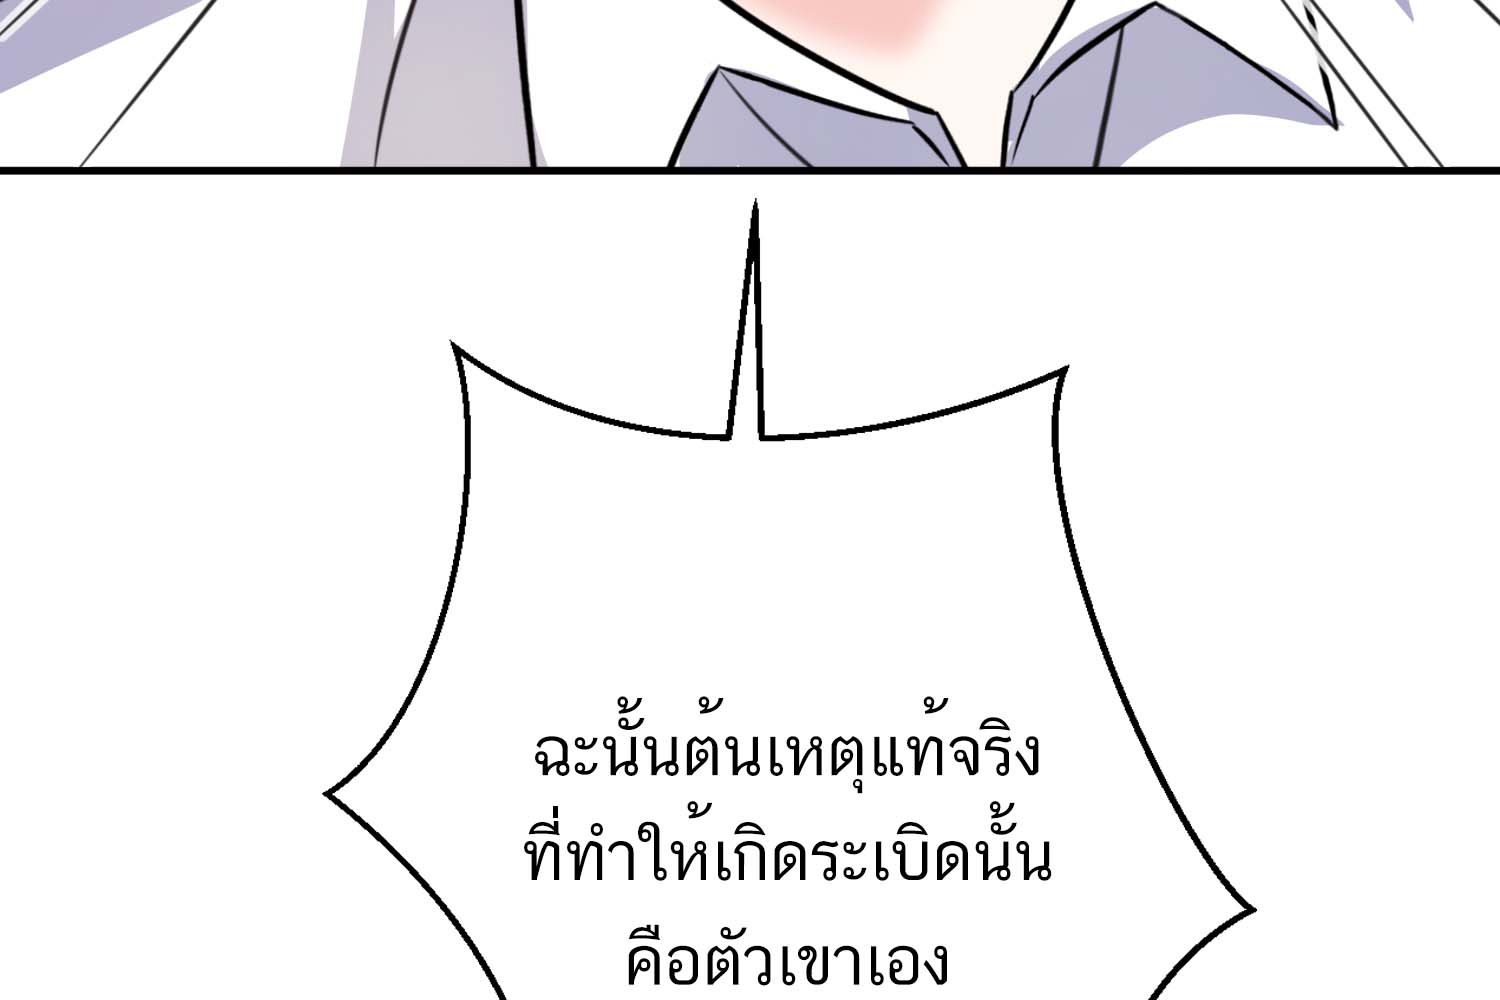 ฉะนั้นต้นเหตุแท้จริง
ที่ทำให้เกิดระเบิดนั้น
คือตัวเขาเอง